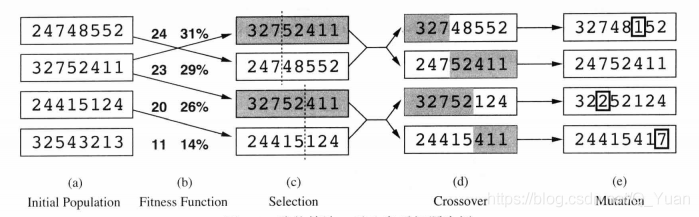 24748552 24 31% 32752411 32748552 32748152
32752411 23 29% 24748552 24752411 24752411
24415124 20 26% 32752411 32752124 32252124
32543213 11 14% 24415124 24415411 24415417
(a) (b) (c) (d) (e)
Initial Population Fitness Function Selection Crossover Mutation